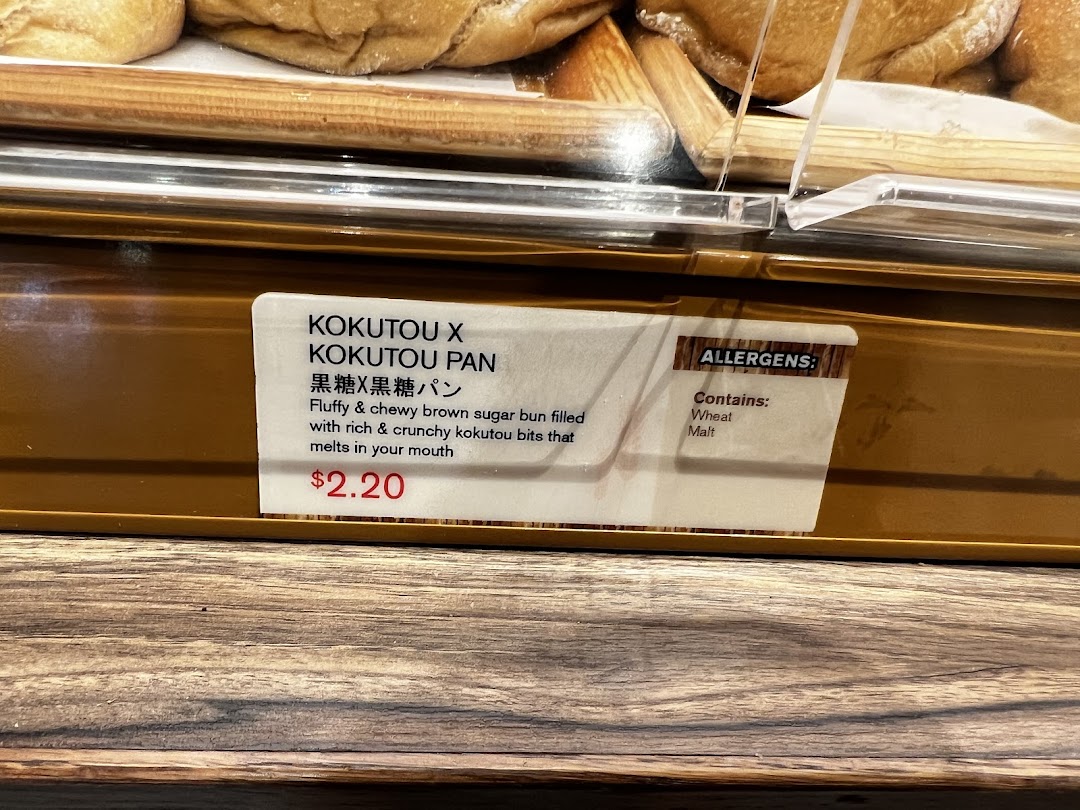 KOKUTOU X
KOKUTOU PAN
黒糖X黒糖パン
Fluffy & chewy brown sugar bun filled
with rich & crunchy kokutou bits that
melts in your mouth
$2.20
ALLERGENS:
Contains:
Wheat
Malt